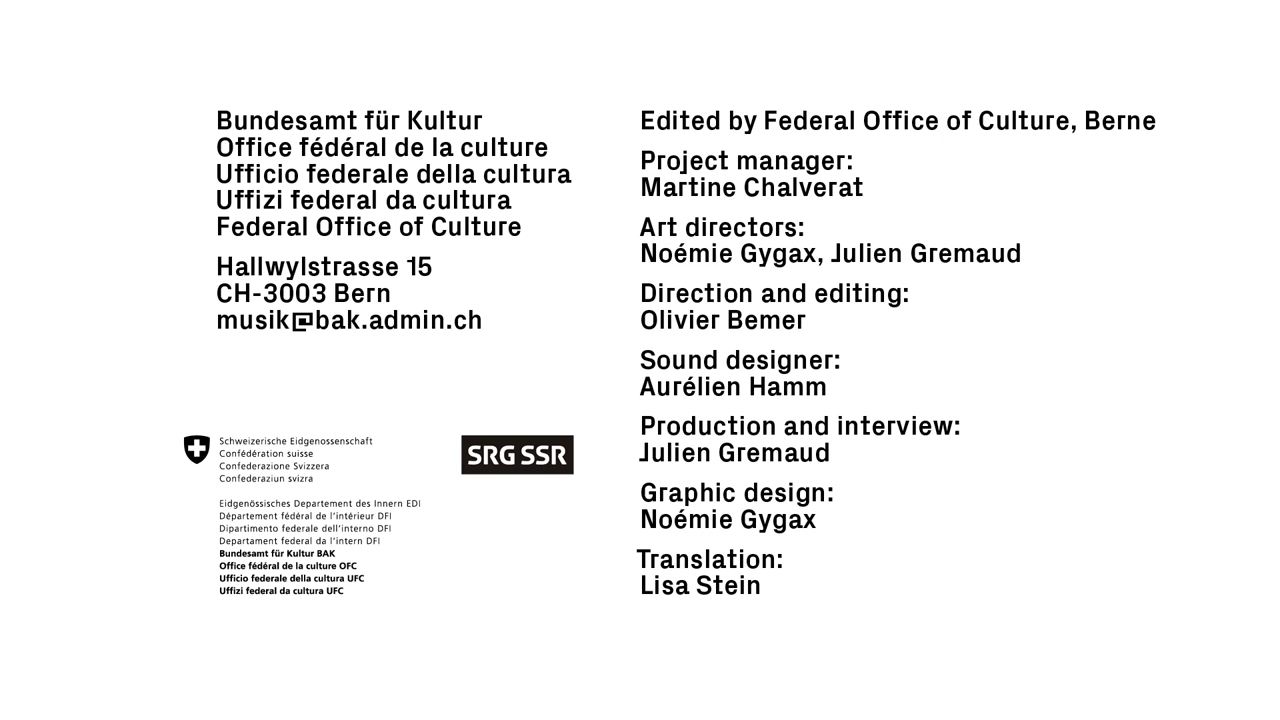 Bundesamt für Kultur
Office fédéral de la culture
Ufficio federale della cultura
Uffizi federal da cultura
Federal Office of Culture
Hallwylstrasse 15
CH-3003 Bern
musik@bak.admin.ch
Schweizerische Eidgenossenschaft
Confédération suisse
Confederazione Svizzera
Confederaziun svizra
Eidgenössisches Departement des Innern EDI
Département fédéral de l'intérieur DFI
Dipartimento federale dell'interno DFI
Departament federal da l'intern DFI
Bundesamt für Kultur BAK
Office fédéral de la culture OFC
Ufficio federale della cultura UFC
Uffizi federal da cultura UFC
SRG SSR
Edited by Federal Office of Culture, Berne
Project manager:
Martine Chalverat
Art directors:
Noémie Gygax, Julien Gremaud
Direction and editing:
Olivier Bemer
Sound designer:
Aurélien Hamm
Production and interview:
Julien Gremaud
Graphic design:
Noémie Gygax
Translation:
Lisa Stein